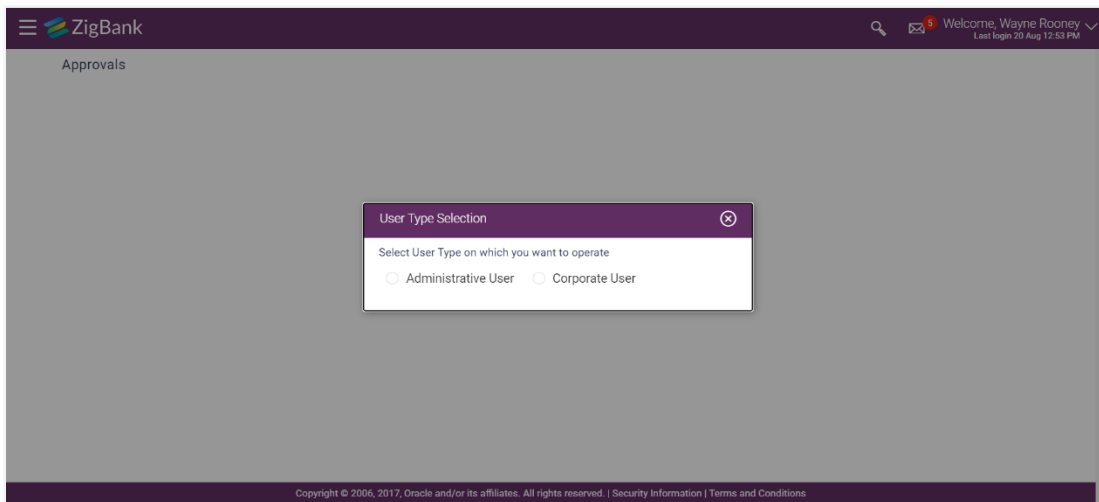 ZigBank
5
Welcome, Wayne Rooney
Last login 20 Aug 12:53 PM
Approvals
User Type Selection
Select User Type on which you want to operate
Administrative User
Corporate User
Copyright © 2006, 2017, Oracle and/or its affiliates. All rights reserved. | Security Information | Terms and Conditions